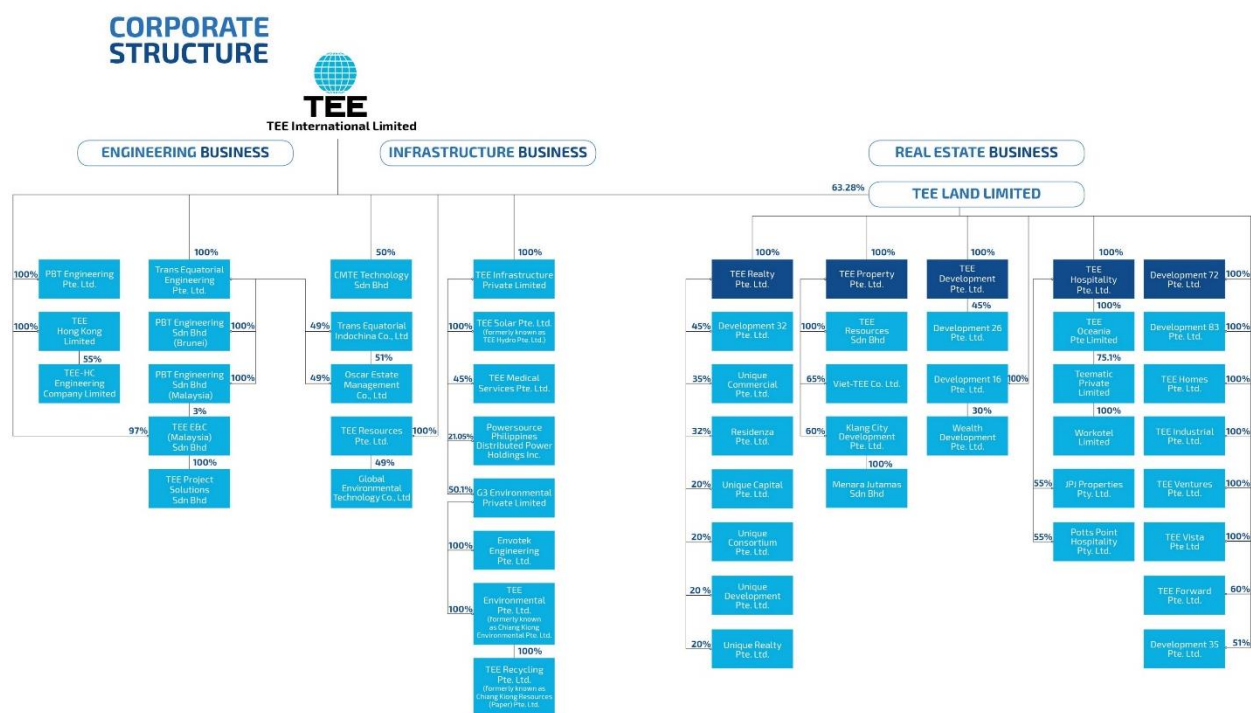 CORPORATE
STRUCTURE
TEE
TEE International Limited
ENGINEERING BUSINESS
INFRASTRUCTURE BUSINESS
REAL ESTATE BUSINESS
63.28%
TEE LAND LIMITED
100%
PBT Engineering
Pte. Ltd.
100%
TEE
Hong Kong
Limited
55%
TEE-HC
Engineering
Company Limited
100%
Trans Equatorial
Engineering
Pte. Ltd.
PBT Engineering
Sdn Bhd
(Brunei)
100%
PBT Engineering
Sdn Bhd
(Malaysia)
100%
3%
97%
TEE E&C
(Malaysia)
Sdn Bhd
100%
TEE Project
Solutions
Sdn Bhd
50%
CMTE Technology
Sdn Bhd
49%
Trans Equatorial
Indochina Co., Ltd
51%
49%
Oscar Estate
Management
Co., Ltd
TEE Resources
Pte. Ltd.
100%
49%
Global
Environmental
Technology Co., Ltd
100%
TEE Infrastructure
Private Limited
100%
TEE Solar Pte. Ltd.
(formerly known as
TEE Hydro Pte. Ltd.)
45%
TEE Medical
Services Pte. Ltd.
21.05%
Powersource
Philippines
Distributed Power
Holdings Inc.
50.1%
G3 Environmental
Private Limited
100%
Envotek
Engineering
Pte. Ltd.
100%
TEE
Environmental
Pte. Ltd.
(formerly known
as Chiang Kiong
Environmental Pte. Ltd.
100%
TEE Recycling
Pte. Ltd.
(formerly known as
Chiang Kiong Resources
(Paper) Pte. Ltd.
100%
TEE Realty
Pte. Ltd.
45%
Development 32
Pte. Ltd.
35%
Unique
Commercial
Pte. Ltd.
32%
Residenza
Pte. Ltd.
20%
Unique Capital
Pte. Ltd.
20%
Unique
Consortium
Pte. Ltd.
20 %
Unique
Development
Pte. Ltd.
20%
Unique Realty
Pte. Ltd.
100%
TEE Property
Pte. Ltd.
100%
TEE
Resources
Sdn Bhd
65%
Viet-TEE Co. Ltd.
60%
Klang City
Development
Pte. Ltd.
100%
Menara Jutamas
Sdn Bhd
100%
TEE
Development
Pte. Ltd.
45%
Development 26
Pte. Ltd.
Development 16
Pte. Ltd.
100%
30%
Wealth
Development
Pte. Ltd.
100%
TEE
Hospitality
Pte. Ltd.
100%
TEE
Oceania
Pte Limited
75.1%
Teematic
Private
Limited
100%
Workotel
Limited
55%
JPJ Properties
Pty. Ltd.
55%
Potts Point
Hospitality
Pty. Ltd.
Development 72
Pte. Ltd.
100%
Development 83
Pte. Ltd.
100%
TEE Homes
Pte. Ltd.
100%
TEE Industrial
Pte. Ltd.
100%
TEE Ventures
Pte. Ltd.
100%
TEE Vista
Pte Ltd
100%
TEE Forward
Pte. Ltd.
60%
Development 35
Pte. Ltd.
51%